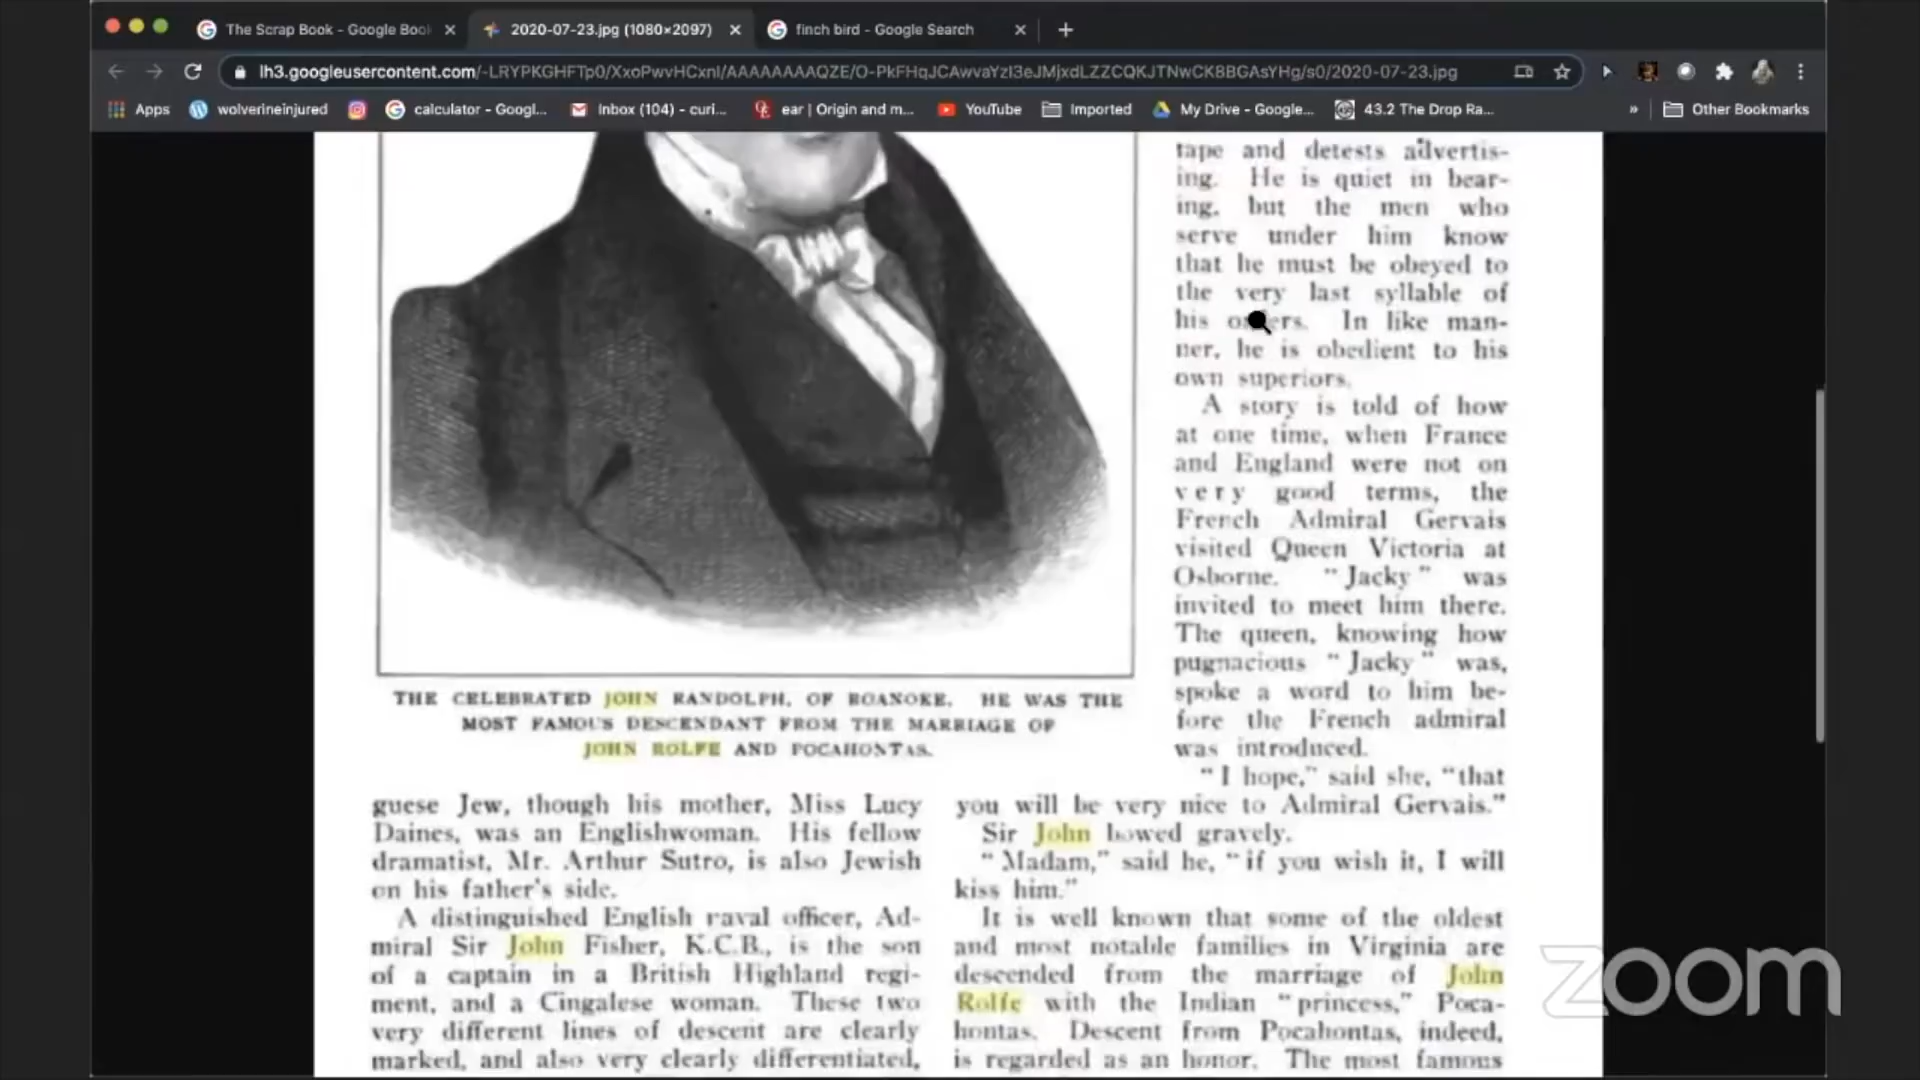 The Scrap Book - Google Bool
2020-07-23.jpg (1080×2097)
finch bird - Google Search
lh3.googleusercontent.com/-LRYPKGHFTp0/XxoPwvHCxnI/AAAAAAAAQZE/O-PkFHqJCAwvaYzI3eJMjxdLZZCQKJTNwCK8BGAsYHg/s0/2020-07-23.jpg
Apps
wolverineinjured
calculator - Googl...
Inbox (104) - curi...
ear | Origin and m...
YouTube
Imported
My Drive - Google...
43.2 The Drop Ra...
»
Other Bookmarks
tape and detests advertis-
ing. He is quiet in bear-
ing, but the men who
serve under him know
that he must be obeyed to
the very last syllable of
his orders. In like man-
ner, he is obedient to his
own superiors.
A story is told of how
at one time, when France
and England were not on
very good terms, the
French Admiral Gervais
visited Queen Victoria at
Osborne. "Jacky" was
invited to meet him there.
The queen, knowing how
pugnacious "Jacky" was,
spoke a word to him be-
fore the French admiral
was introduced.
"I hope," said she, "that
you will be very nice to Admiral Gervais."
Sir John bowed gravely.
"Madam," said he, "if you wish it, I will
kiss him."
It is well known that some of the oldest
and most notable families in Virginia are
descended from the marriage of John
Rolfe with the Indian "princess," Poca-
hontas. Descent from Pocahontas, indeed,
is regarded as an honor. The most famous
THE CELEBRATED JOHN RANDOLPH, OF ROANOKE. HE WAS THE
MOST FAMOUS DESCENDANT FROM THE MARRIAGE OF
JOHN ROLFE AND POCAHONTAS.
guese Jew, though his mother, Miss Lucy
Daines, was an Englishwoman. His fellow
dramatist, Mr. Arthur Sutro, is also Jewish
on his father's side.
A distinguished English naval officer, Ad-
miral Sir John Fisher, K.C.B., is the son
of a captain in a British Highland regi-
ment, and a Cingalese woman. These two
very different lines of descent are clearly
marked, and also very clearly differentiated,
zoom